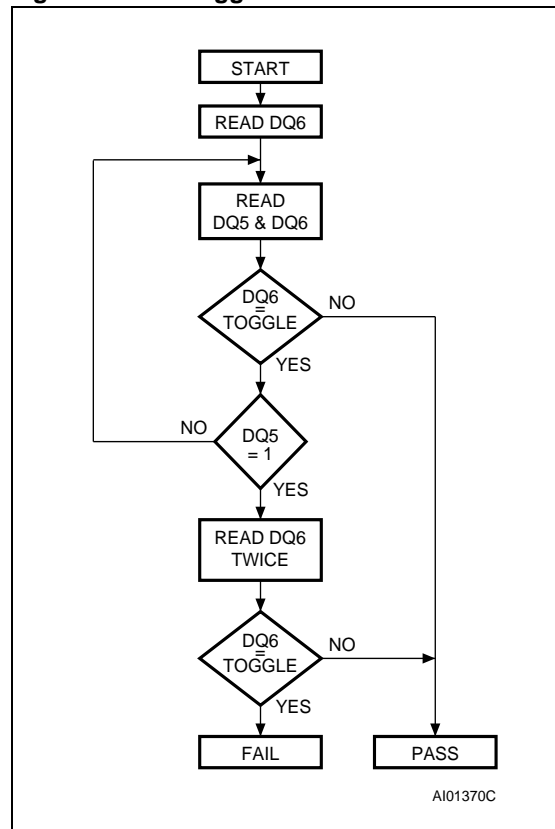 START
READ DQ6
READ
DQ5 & DQ6
DQ6
=
TOGGLE
NO
YES
NO
DQ5
= 1
YES
READ DQ6
TWICE
DQ6
=
TOGGLE
NO
YES
FAIL
PASS
AI01370C